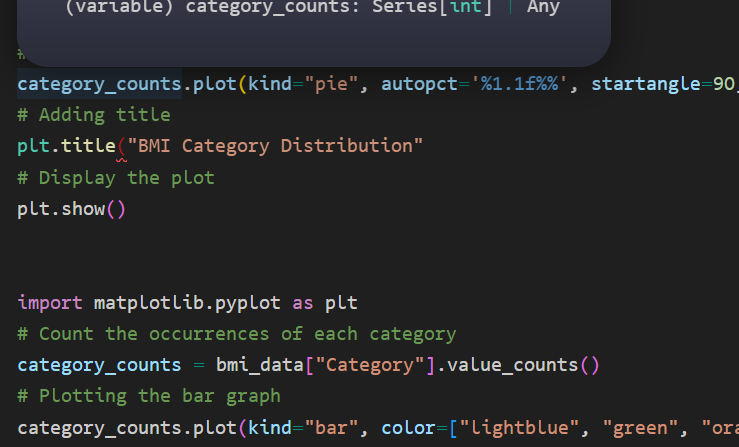 (variable) category_counts: Series[int] | Any
#
category_counts.plot(kind="pie", autopct='%1.1f%%', startangle=90,
# Adding title
plt.title("BMI Category Distribution"
# Display the plot
plt.show()
import matplotlib.pyplot as plt
# Count the occurrences of each category
category_counts = bmi_data["Category"].value_counts()
# Plotting the bar graph
category_counts.plot(kind="bar", color=["lightblue", "green", "ora